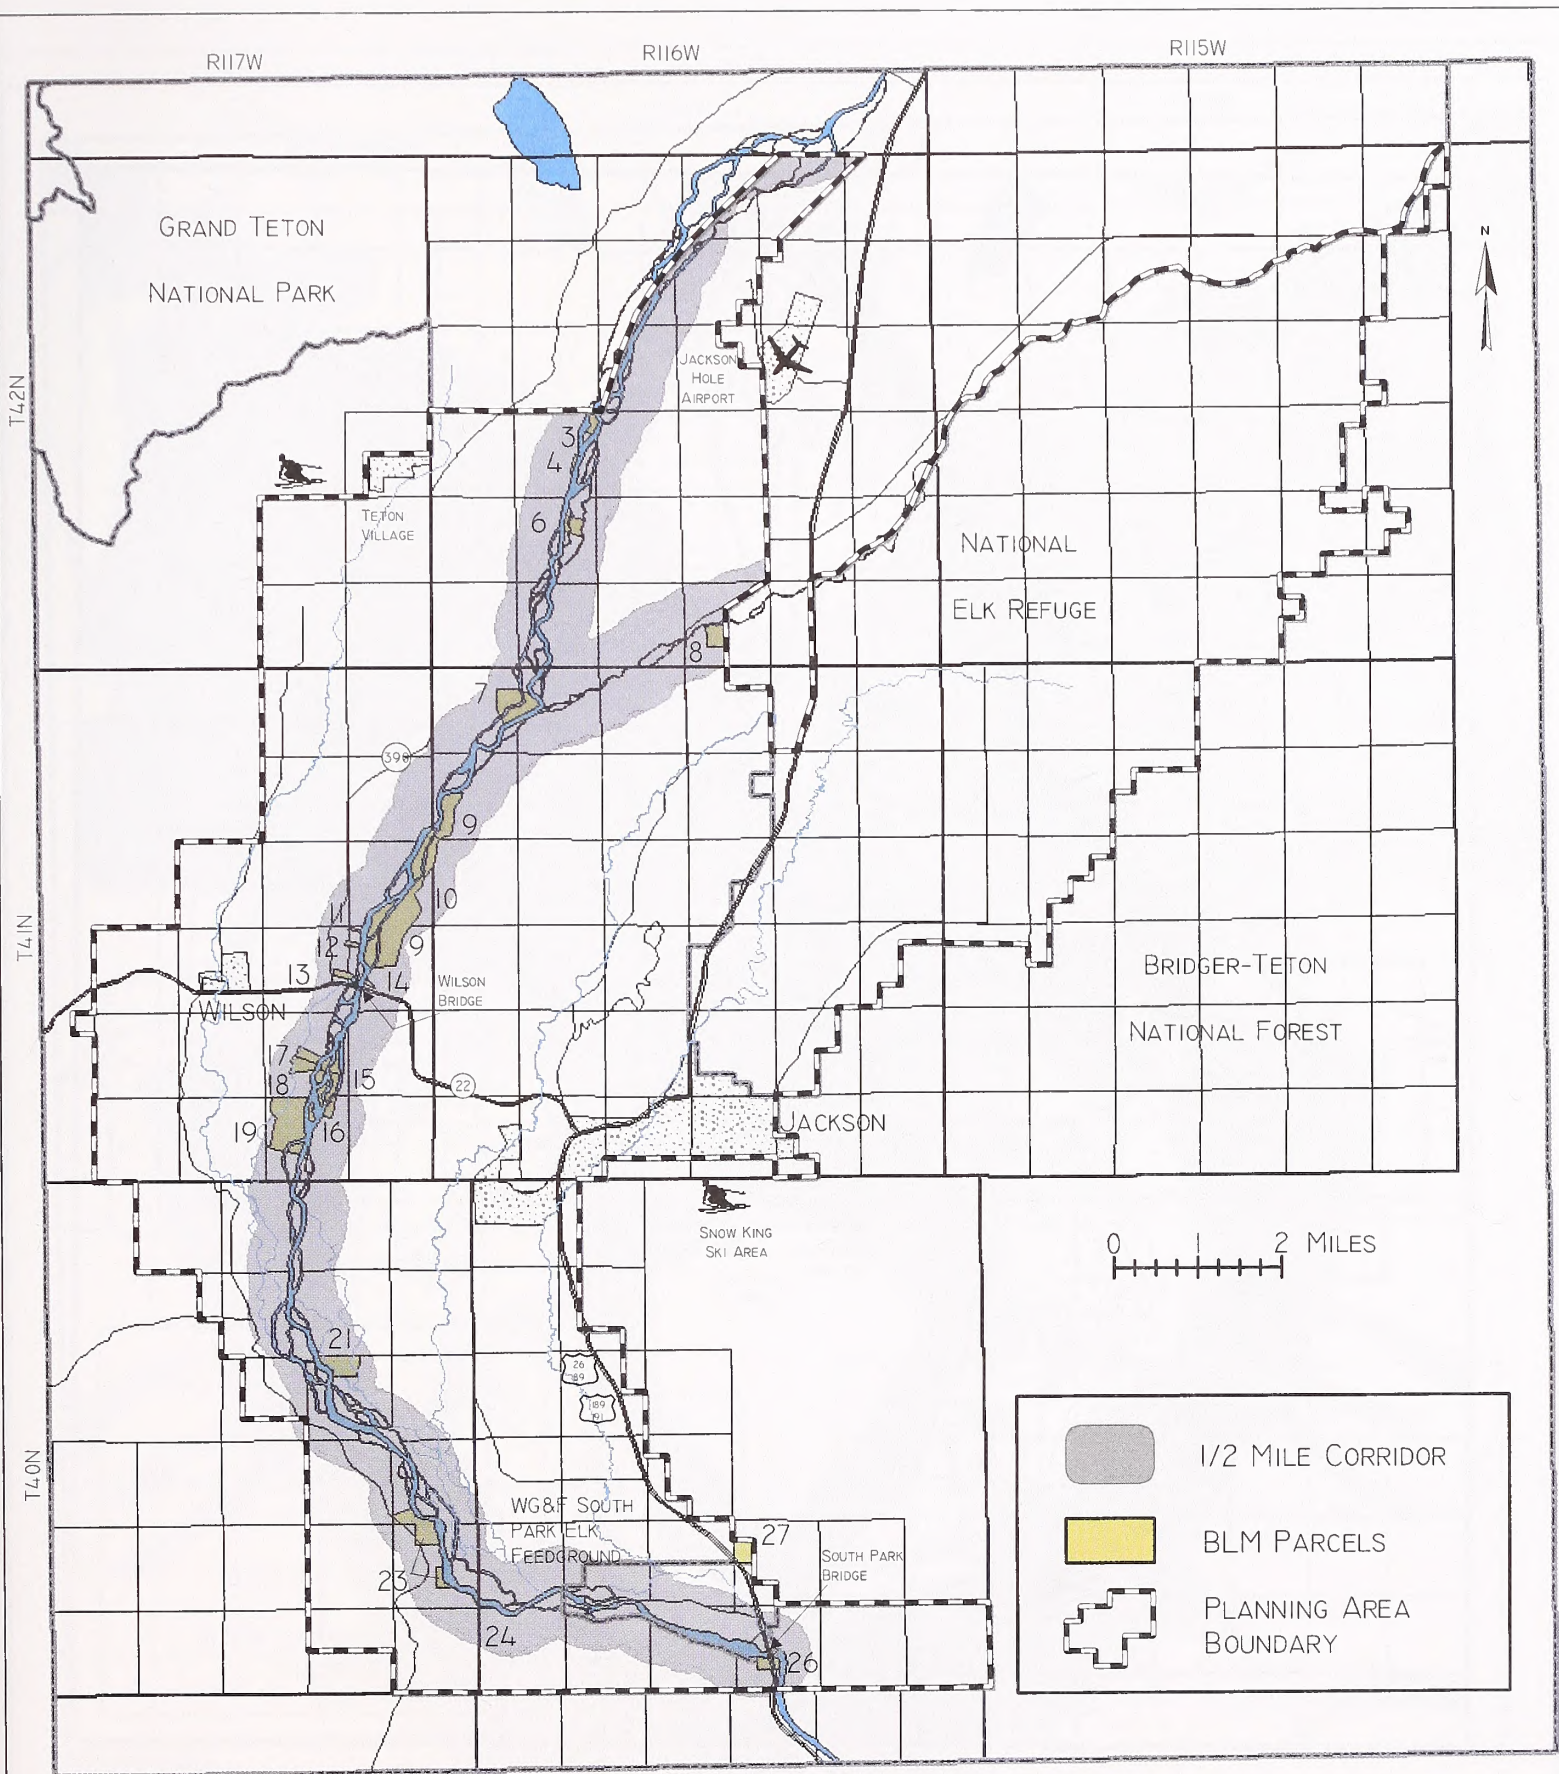 R117W
R116W
R115W
GRAND TETON
NATIONAL PARK
N
JACKSON
HOLE
AIRPORT
T42N
3
4
6
TETON
VILLAGE
NATIONAL
ELK REFUGE
8
7
390
9
10
11
12
9
T41N
13
14
WILSON
BRIDGE
WILSON
BRIDGER-TETON
NATIONAL FOREST
17
18
15
22
19
16
JACKSON
SNOW KING
SKI AREA
0 1 2 MILES
21
26
89
189
191
T40N
1/2 MILE CORRIDOR
WG&F SOUTH
PARK ELK
FEEDGROUND
27
BLM PARCELS
SOUTH PARK
BRIDGE
23
PLANNING AREA
BOUNDARY
24
26